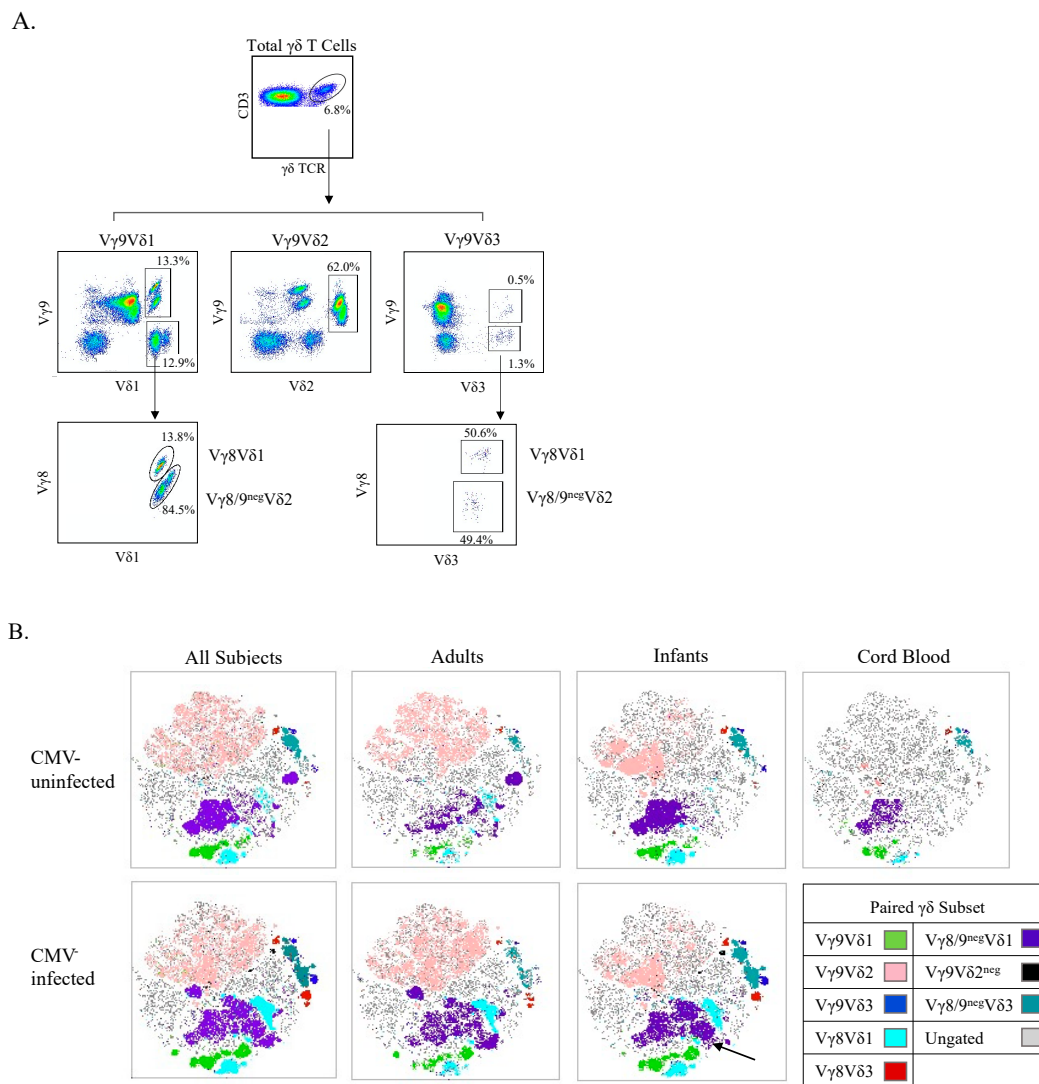 A.
Total γδ T Cells
CD3
6.8%
γδ TCR
Vγ9Vδ1
Vγ9Vδ2
Vγ9Vδ3
13.3%
62.0%
0.5%
Vγ9
Vγ9
Vγ9
12.9%
1.3%
Vδ1
Vδ2
Vδ3
13.8%
Vγ8Vδ1
Vγ8
Vγ8/9negVδ2
84.5%
Vδ1
50.6%
Vγ8Vδ1
Vγ8
Vγ8/9negVδ2
49.4%
Vδ3
B.
All Subjects
Adults
Infants
Cord Blood
CMV-
uninfected
CMV-
infected
Paired γδ Subset
Vγ9Vδ1 Vγ8/9negVδ1
Vγ9Vδ2 Vγ9Vδ2neg
Vγ9Vδ3 Vγ8/9negVδ3
Vγ8Vδ1 Ungated
Vγ8Vδ3